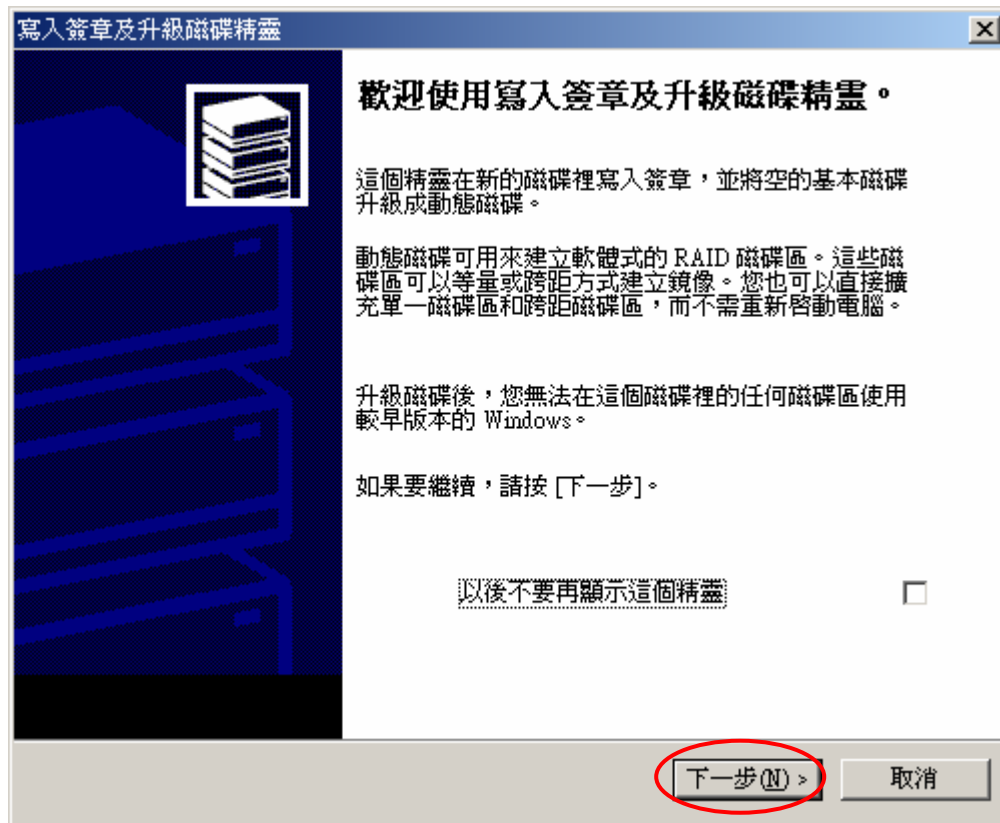 寫入簽章及升級磁碟精靈
歡迎使用寫入簽章及升級磁碟精靈。
這個精靈在新的磁碟裡寫入簽章，並將空的基本磁碟
升級成動態磁碟。
動態磁碟可用來建立軟體式的 RAID 磁碟區。這些磁
碟區可以等量或跨距方式建立鏡像。您也可以直接擴
充單一磁碟區和跨距磁碟區，而不需重新啓動電腦。
升級磁碟後，您無法在這個磁碟裡的任何磁碟區使用
較早版本的 Windows。
如果要繼續，請按 [下一步]。
以後不要再顯示這個精靈
下一步(N) >
取消